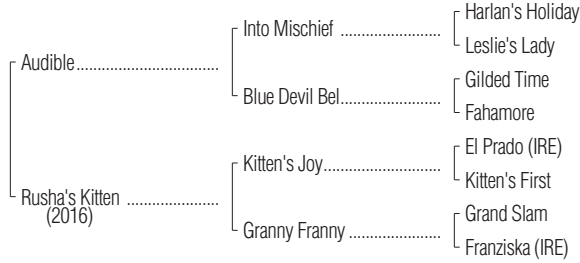 Harlan's Holiday
Into Mischief ....................
Leslie's Lady
Audible.............................
Gilded Time
Blue Devil Bel....................
Fahamore
El Prado (IRE)
Kitten's Joy........................
Kitten's First
Rusha's Kitten ..................
(2016)
Grand Slam
Granny Franny .................
Franziska (IRE)